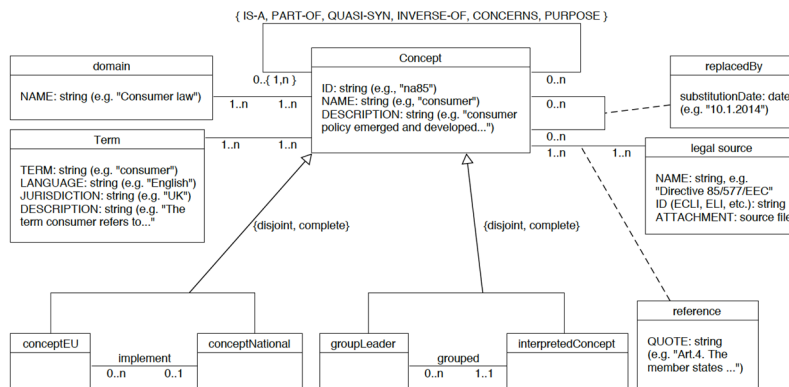 { IS-A, PART-OF, QUASI-SYN, INVERSE-OF, CONCERNS, PURPOSE }
domain
NAME: string (e.g. "Consumer law")
Concept
ID: string (e.g., "na85")
NAME: string (e.g, "consumer")
DESCRIPTION: string (e.g. "consumer
policy emerged and developed...")
replacedBy
substitutionDate: date
(e.g. "10.1.2014")
0..{ 1,n }
0..n
1..n
1..n
0..n
0..n
Term
TERM: string (e.g. "consumer")
LANGUAGE: string (e.g. "English")
JURISDICTION: string (e.g. "UK")
DESCRIPTION: string (e.g. "The
term consumer refers to..."
1..n
1..n
1..n
1..n
legal source
NAME: string, e.g.
"Directive 85/577/EEC"
ID (ECLI, ELI, etc.): string
ATTACHMENT: source file
{disjoint, complete}
{disjoint, complete}
conceptEU
implement
0..n
0..1
conceptNational
groupLeader
grouped
0..n
1..1
interpretedConcept
reference
QUOTE: string
(e.g. "Art.4. The
member states ...")